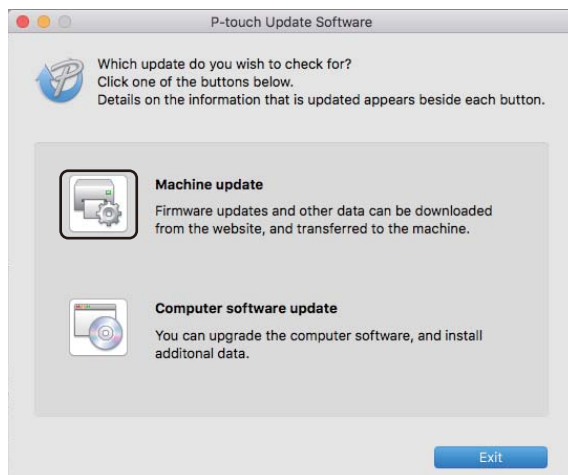 P-touch Update Software
Which update do you wish to check for?
Click one of the buttons below.
Details on the information that is updated appears beside each button.
Machine update
Firmware updates and other data can be downloaded
from the website, and transferred to the machine.
Computer software update
You can upgrade the computer software, and install
additonal data.
Exit